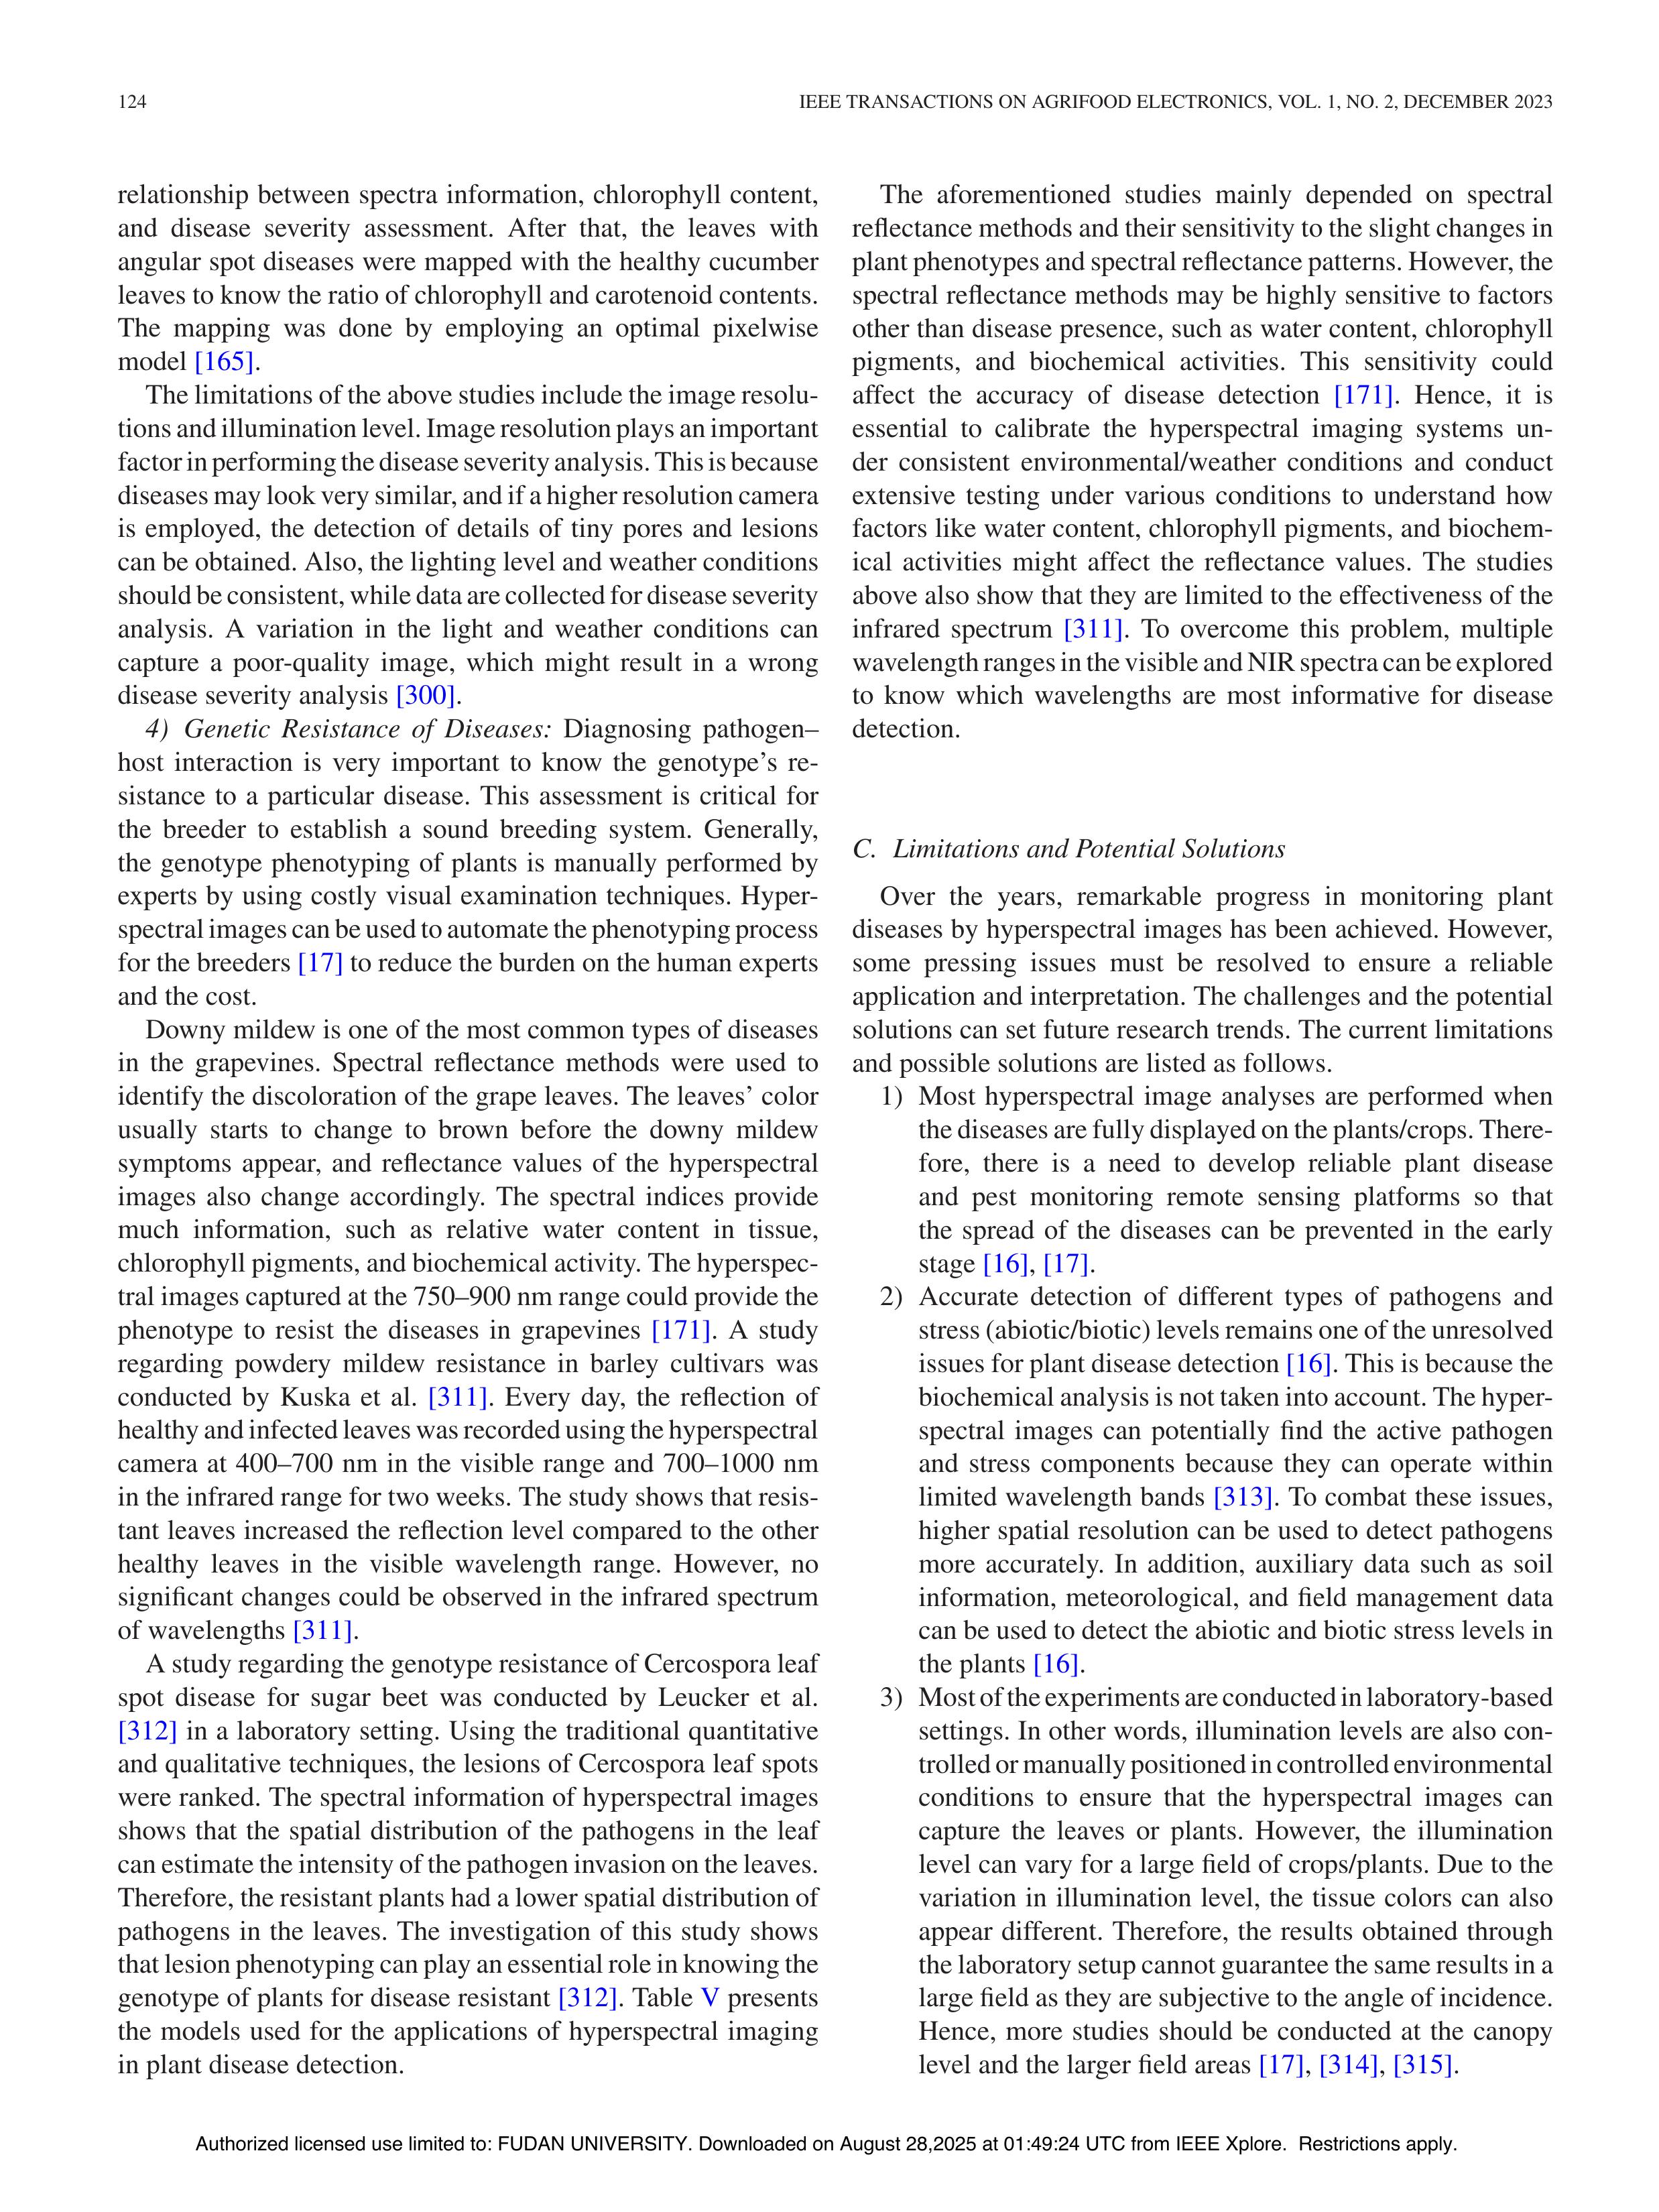 124
IEEE TRANSACTIONS ON AGRIFOOD ELECTRONICS, VOL. 1, NO. 2, DECEMBER 2023
relationship between spectra information, chlorophyll content,
and disease severity assessment. After that, the leaves with
angular spot diseases were mapped with the healthy cucumber
leaves to know the ratio of chlorophyll and carotenoid contents.
The mapping was done by employing an optimal pixelwise
model [165].
The limitations of the above studies include the image resolu-
tions and illumination level. Image resolution plays an important
factor in performing the disease severity analysis. This is because
diseases may look very similar, and if a higher resolution camera
is employed, the detection of details of tiny pores and lesions
can be obtained. Also, the lighting level and weather conditions
should be consistent, while data are collected for disease severity
analysis. A variation in the light and weather conditions can
capture a poor-quality image, which might result in a wrong
disease severity analysis [300].
4) Genetic Resistance of Diseases: Diagnosing pathogen–
host interaction is very important to know the genotype's re-
sistance to a particular disease. This assessment is critical for
the breeder to establish a sound breeding system. Generally,
the genotype phenotyping of plants is manually performed by
experts by using costly visual examination techniques. Hyper-
spectral images can be used to automate the phenotyping process
for the breeders [17] to reduce the burden on the human experts
and the cost.
Downy mildew is one of the most common types of diseases
in the grapevines. Spectral reflectance methods were used to
identify the discoloration of the grape leaves. The leaves' color
usually starts to change to brown before the downy mildew
symptoms appear, and reflectance values of the hyperspectral
images also change accordingly. The spectral indices provide
much information, such as relative water content in tissue,
chlorophyll pigments, and biochemical activity. The hyperspec-
tral images captured at the 750–900 nm range could provide the
phenotype to resist the diseases in grapevines [171]. A study
regarding powdery mildew resistance in barley cultivars was
conducted by Kuska et al. [311]. Every day, the reflection of
healthy and infected leaves was recorded using the hyperspectral
camera at 400–700 nm in the visible range and 700–1000 nm
in the infrared range for two weeks. The study shows that resis-
tant leaves increased the reflection level compared to the other
healthy leaves in the visible wavelength range. However, no
significant changes could be observed in the infrared spectrum
of wavelengths [311].
A study regarding the genotype resistance of Cercospora leaf
spot disease for sugar beet was conducted by Leucker et al.
[312] in a laboratory setting. Using the traditional quantitative
and qualitative techniques, the lesions of Cercospora leaf spots
were ranked. The spectral information of hyperspectral images
shows that the spatial distribution of the pathogens in the leaf
can estimate the intensity of the pathogen invasion on the leaves.
Therefore, the resistant plants had a lower spatial distribution of
pathogens in the leaves. The investigation of this study shows
that lesion phenotyping can play an essential role in knowing the
genotype of plants for disease resistant [312]. Table V presents
the models used for the applications of hyperspectral imaging
in plant disease detection.
The aforementioned studies mainly depended on spectral
reflectance methods and their sensitivity to the slight changes in
plant phenotypes and spectral reflectance patterns. However, the
spectral reflectance methods may be highly sensitive to factors
other than disease presence, such as water content, chlorophyll
pigments, and biochemical activities. This sensitivity could
affect the accuracy of disease detection [171]. Hence, it is
essential to calibrate the hyperspectral imaging systems un-
der consistent environmental/weather conditions and conduct
extensive testing under various conditions to understand how
factors like water content, chlorophyll pigments, and biochem-
ical activities might affect the reflectance values. The studies
above also show that they are limited to the effectiveness of the
infrared spectrum [311]. To overcome this problem, multiple
wavelength ranges in the visible and NIR spectra can be explored
to know which wavelengths are most informative for disease
detection.
C. Limitations and Potential Solutions
Over the years, remarkable progress in monitoring plant
diseases by hyperspectral images has been achieved. However,
some pressing issues must be resolved to ensure a reliable
application and interpretation. The challenges and the potential
solutions can set future research trends. The current limitations
and possible solutions are listed as follows.
1) Most hyperspectral image analyses are performed when
the diseases are fully displayed on the plants/crops. There-
fore, there is a need to develop reliable plant disease
and pest monitoring remote sensing platforms so that
the spread of the diseases can be prevented in the early
stage [16], [17].
2) Accurate detection of different types of pathogens and
stress (abiotic/biotic) levels remains one of the unresolved
issues for plant disease detection [16]. This is because the
biochemical analysis is not taken into account. The hyper-
spectral images can potentially find the active pathogen
and stress components because they can operate within
limited wavelength bands [313]. To combat these issues,
higher spatial resolution can be used to detect pathogens
more accurately. In addition, auxiliary data such as soil
information, meteorological, and field management data
can be used to detect the abiotic and biotic stress levels in
the plants [16].
3) Most of the experiments are conducted in laboratory-based
settings. In other words, illumination levels are also con-
trolled or manually positioned in controlled environmental
conditions to ensure that the hyperspectral images can
capture the leaves or plants. However, the illumination
level can vary for a large field of crops/plants. Due to the
variation in illumination level, the tissue colors can also
appear different. Therefore, the results obtained through
the laboratory setup cannot guarantee the same results in a
large field as they are subjective to the angle of incidence.
Hence, more studies should be conducted at the canopy
level and the larger field areas [17], [314], [315].
Authorized licensed use limited to: FUDAN UNIVERSITY. Downloaded on August 28,2025 at 01:49:24 UTC from IEEE Xplore. Restrictions apply.